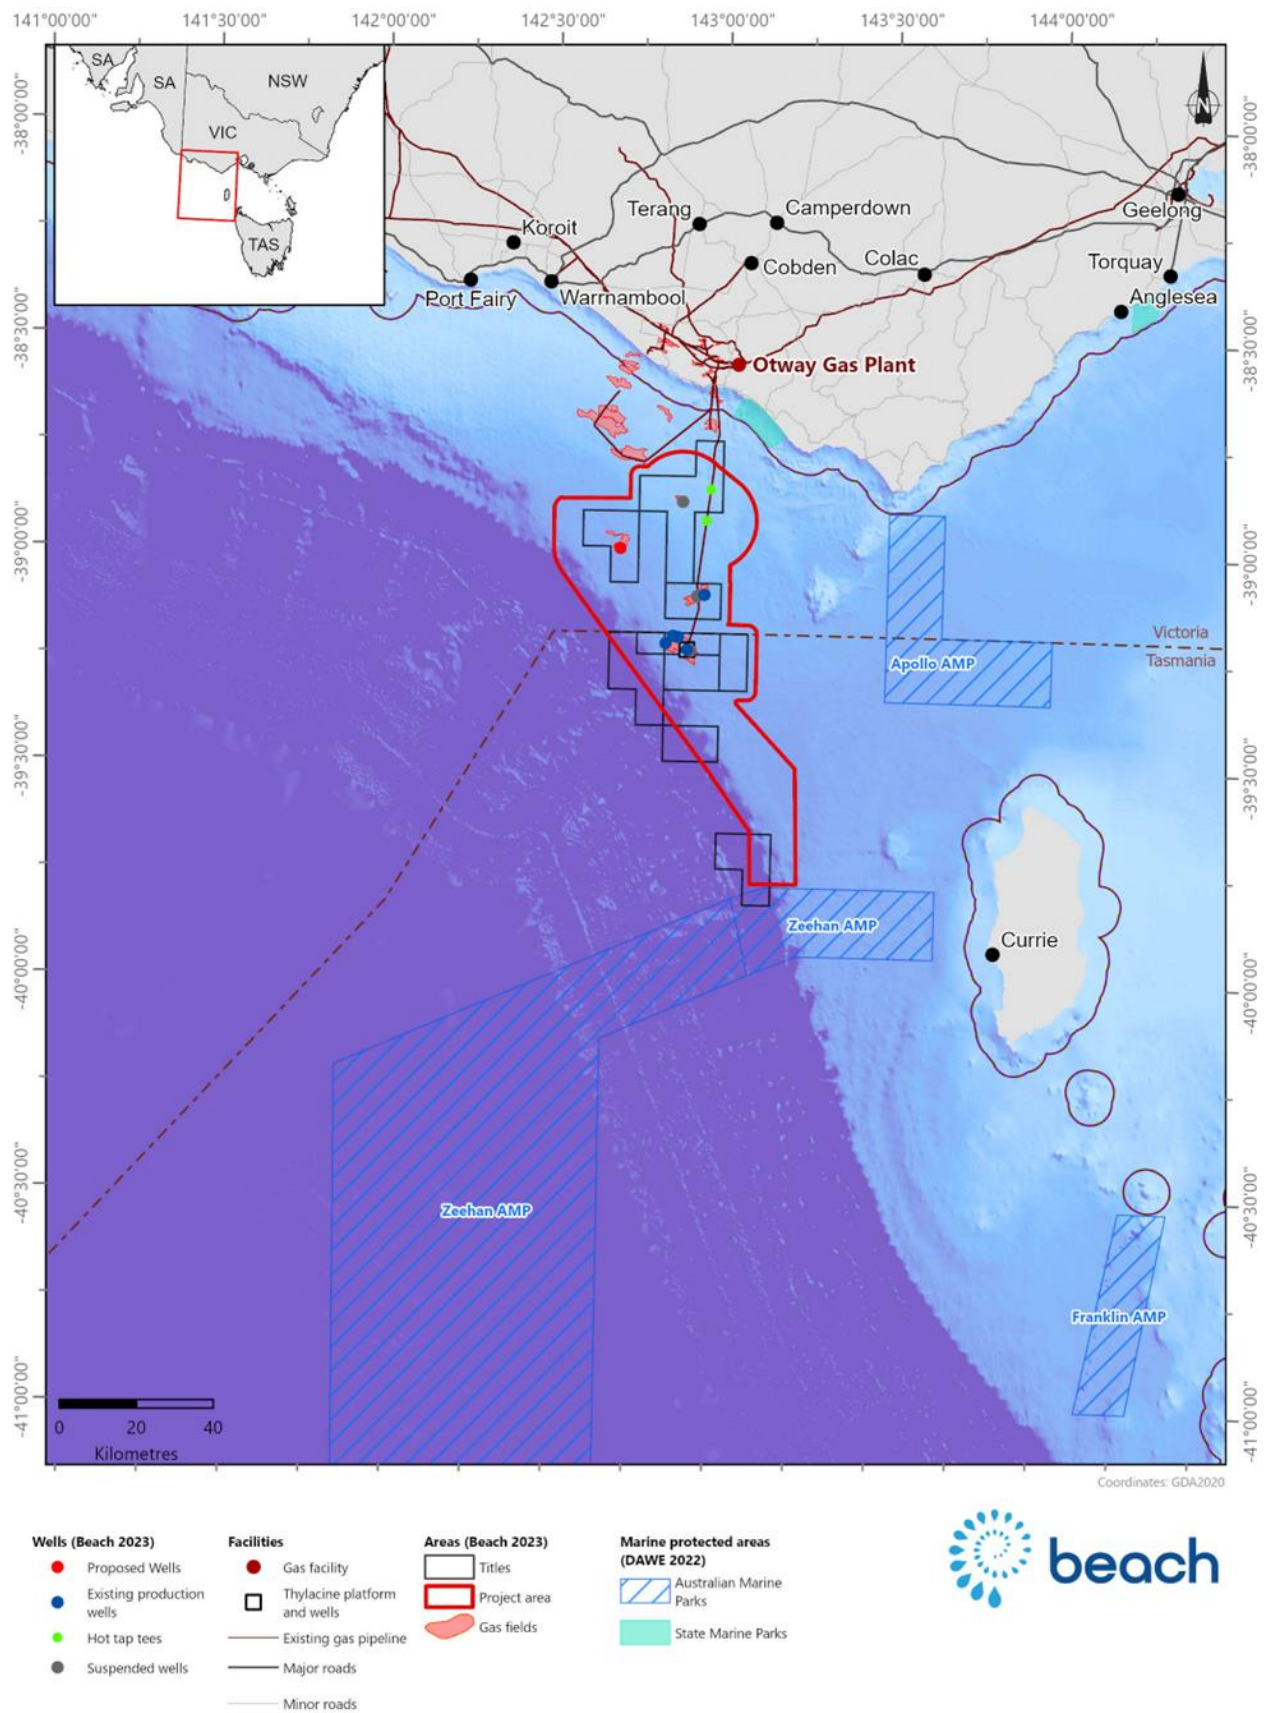 141°00'00"
141°30'00"
142°00'00"
142°30'00"
143°00'00"
143°30'00"
144°00'00"
SA
SA
NSW
VIC
TAS
N
-38°00'00"
-38°00'00"
Geelong
Terang
Camperdown
Koroit
Colac
Torquay
Cobden
Port Fairy
Warrnambool
Anglesea
-38°30'00"
-38°30'00"
Otway Gas Plant
-39°00'00"
-39°00'00"
Victoria
Tasmania
Apollo AMP
-39°30'00"
-39°30'00"
Zeehan AMP
Currie
-40°00'00"
-40°00'00"
-40°30'00"
-40°30'00"
Zeehan AMP
Franklin AMP
-41°00'00"
-41°00'00"
0 20 40
Kilometres
Coordinates: GDA2020
Wells (Beach 2023)
Proposed Wells
Existing production
wells
Hot tap tees
Suspended wells
Facilities
Gas facility
Thylacine platform
and wells
Existing gas pipeline
Major roads
Minor roads
Areas (Beach 2023)
Titles
Project area
Gas fields
Marine protected areas
(DAWE 2022)
Australian Marine
Parks
State Marine Parks
beach